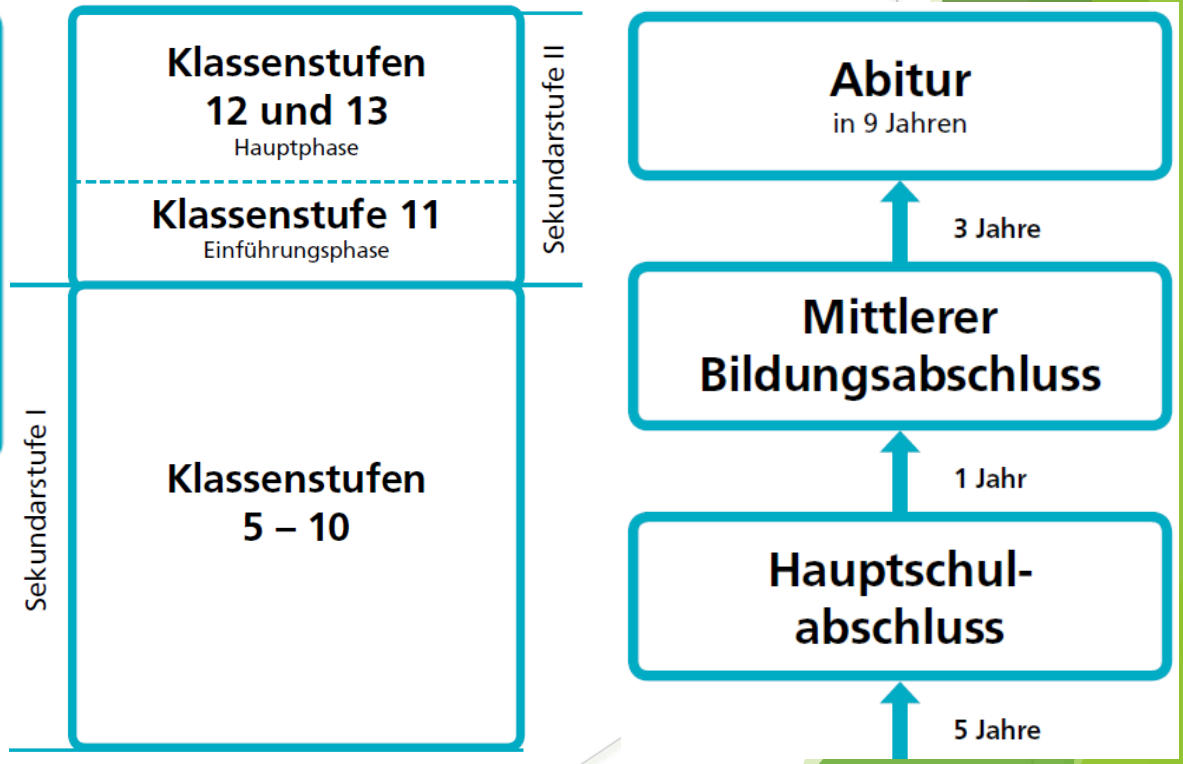 Klassenstufen
12 und 13
Hauptphase
Klassenstufe 11
Einführungsphase
Sekundarstufe II
Klassenstufen
5 – 10
Sekundarstufe I
Abitur
in 9 Jahren
3 Jahre
Mittlerer
Bildungsabschluss
1 Jahr
Hauptschul-
abschluss
5 Jahre